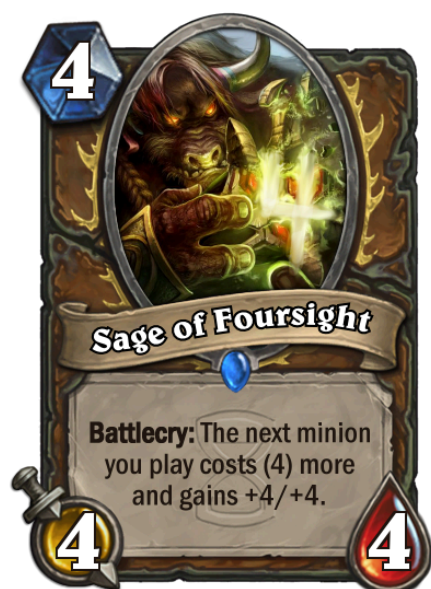 4
4
Sage of Foursight
Battlecry: The next minion
you play costs (4) more
and gains +4/+4.
4
4